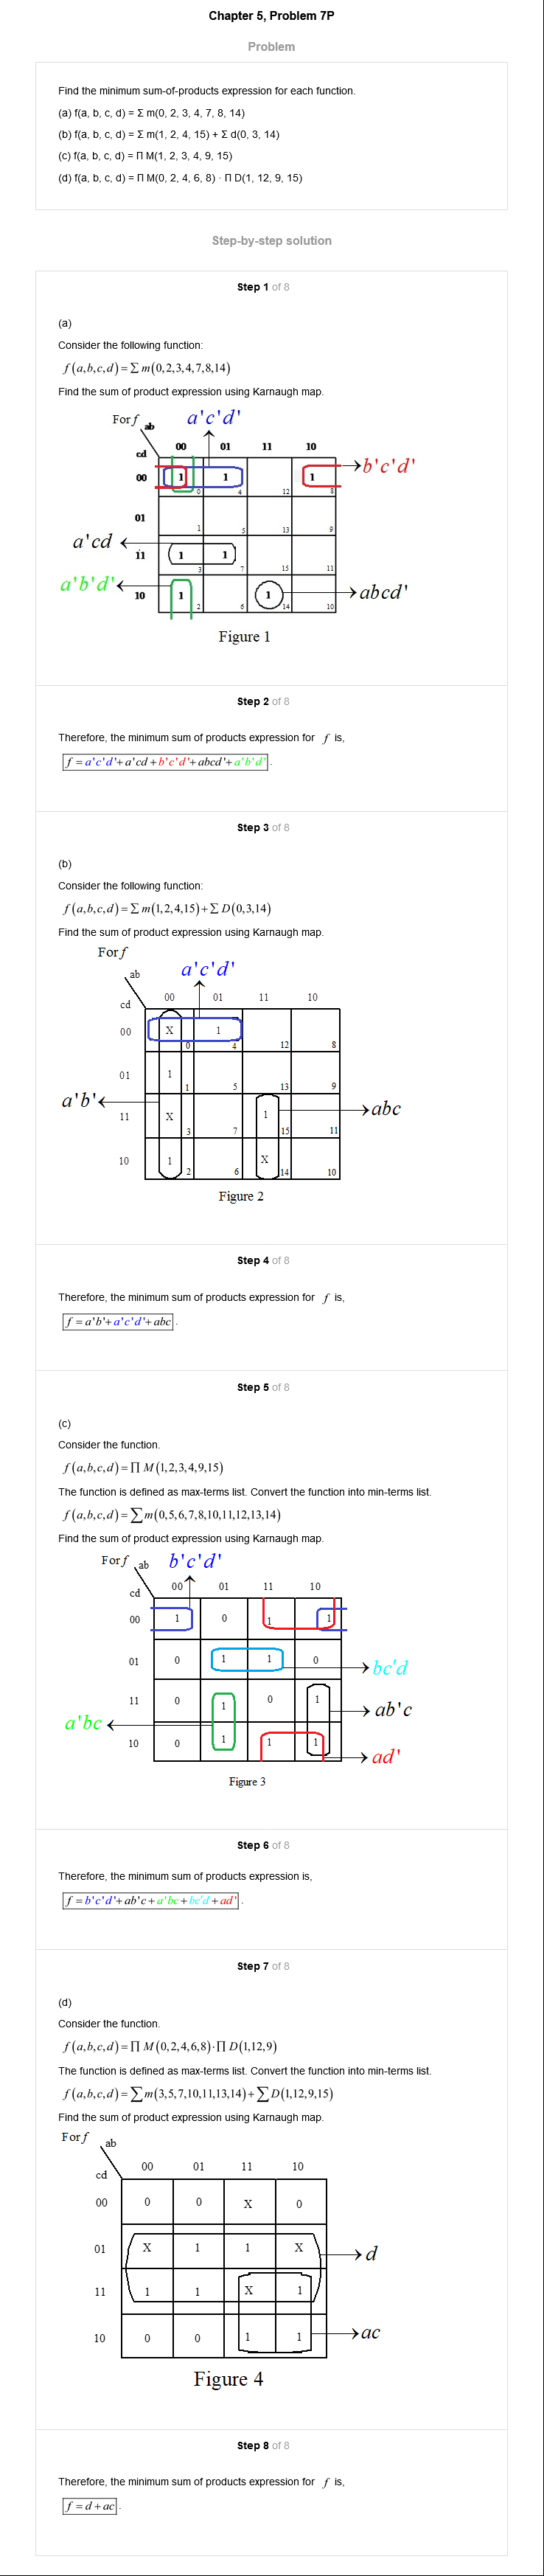 Chapter 5, Problem 7P
Problem
Find the minimum sum-of-products expression for each function.
(a) f(a, b, c, d) = Σ m(0, 2, 3, 4, 7, 8, 14)
(b) f(a, b, c, d) = Σ m(1, 2, 4, 15) + Σ d(0, 3, 14)
(c) f(a, b, c, d) = Π M(1, 2, 3, 4, 9, 15)
(d) f(a, b, c, d) = Π M(0, 2, 4, 6, 8) · Π D(1, 12, 9, 15)
Step-by-step solution
Step 1 of 8
(a)
Consider the following function:
f(a,b,c,d)=∑m(0,2,3,4,7,8,14)
Find the sum of product expression using Karnaugh map.
For f
ab
a'c'd'
cd
00 01 11 10
00 1 0 1 4 12 1 8
b'c'd'
01 1 5 13 9
a'cd
11 1 3 1 7 15 11
a'b'd'
10 1 2 6 1 14 10
abcd'
Figure 1
Step 2 of 8
Therefore, the minimum sum of products expression for f is,
f = a'c'd'+a'cd+b'c'd'+abcd'+a'b'd'.
Step 3 of 8
(b)
Consider the following function:
f(a,b,c,d)=∑m(1,2,4,15)+∑D(0,3,14)
Find the sum of product expression using Karnaugh map.
For f
ab
a'c'd'
cd
00 01 11 10
00 X 0 1 4 12 8
01 1 1 5 13 9
a'b'
11 X 3 7 1 15 11
abc
10 1 2 6 X 14 10
Figure 2
Step 4 of 8
Therefore, the minimum sum of products expression for f is,
f = a'b'+a'c'd'+abc.
Step 5 of 8
(c)
Consider the function.
f(a,b,c,d)=∏M(1,2,3,4,9,15)
The function is defined as max-terms list. Convert the function into min-terms list.
f(a,b,c,d)=∑m(0,5,6,7,8,10,11,12,13,14)
Find the sum of product expression using Karnaugh map.
For f
ab
b'c'd'
cd
00 01 11 10
00 1 0 1 1
01 0 1 1 0
bc'd
11 0 1 0 1
ab'c
a'bc
10 0 1 1 1
ad'
Figure 3
Step 6 of 8
Therefore, the minimum sum of products expression is,
f = b'c'd'+ab'c+a'bc+bc'd+ad'.
Step 7 of 8
(d)
Consider the function.
f(a,b,c,d)=∏M(0,2,4,6,8)·∏D(1,12,9)
The function is defined as max-terms list. Convert the function into min-terms list.
f(a,b,c,d)=∑m(3,5,7,10,11,13,14)+∑D(1,12,9,15)
Find the sum of product expression using Karnaugh map.
For f
ab
cd
00 01 11 10
00 0 0 X 0
01 X 1 1 X
d
11 1 1 X 1
10 0 0 1 1
ac
Figure 4
Step 8 of 8
Therefore, the minimum sum of products expression for f is,
f = d+ac.